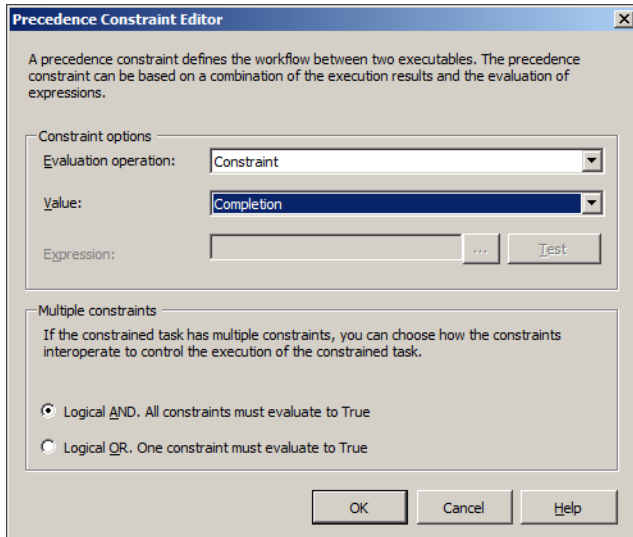 Precedence Constraint Editor
A precedence constraint defines the workflow between two executables. The precedence
constraint can be based on a combination of the execution results and the evaluation of
expressions.
Constraint options
Evaluation operation:
Constraint
Value:
Completion
Expression:
...
Test
Multiple constraints
If the constrained task has multiple constraints, you can choose how the constraints
interoperate to control the execution of the constrained task.
Logical AND. All constraints must evaluate to True
Logical OR. One constraint must evaluate to True
OK
Cancel
Help